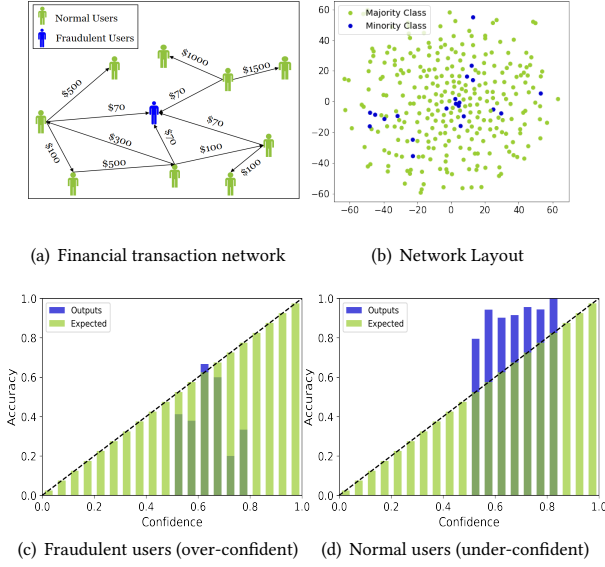 Normal Users
Fraudulent Users
$1000
$1500
$500
$70
$70
$70
$300
$70
$100
$500
$100
$100
(a) Financial transaction network
Majority Class
Minority Class
60
40
20
0
−20
−40
−60
−60 −40 −20 0 20 40 60
(b) Network Layout
Outputs
Expected
Accuracy
1.0
0.8
0.6
0.4
0.2
0.0
0.0 0.2 0.4 0.6 0.8 1.0
Confidence
(c) Fraudulent users (over-confident)
Outputs
Expected
Accuracy
1.0
0.8
0.6
0.4
0.2
0.0
0.0 0.2 0.4 0.6 0.8 1.0
Confidence
(d) Normal users (under-confident)